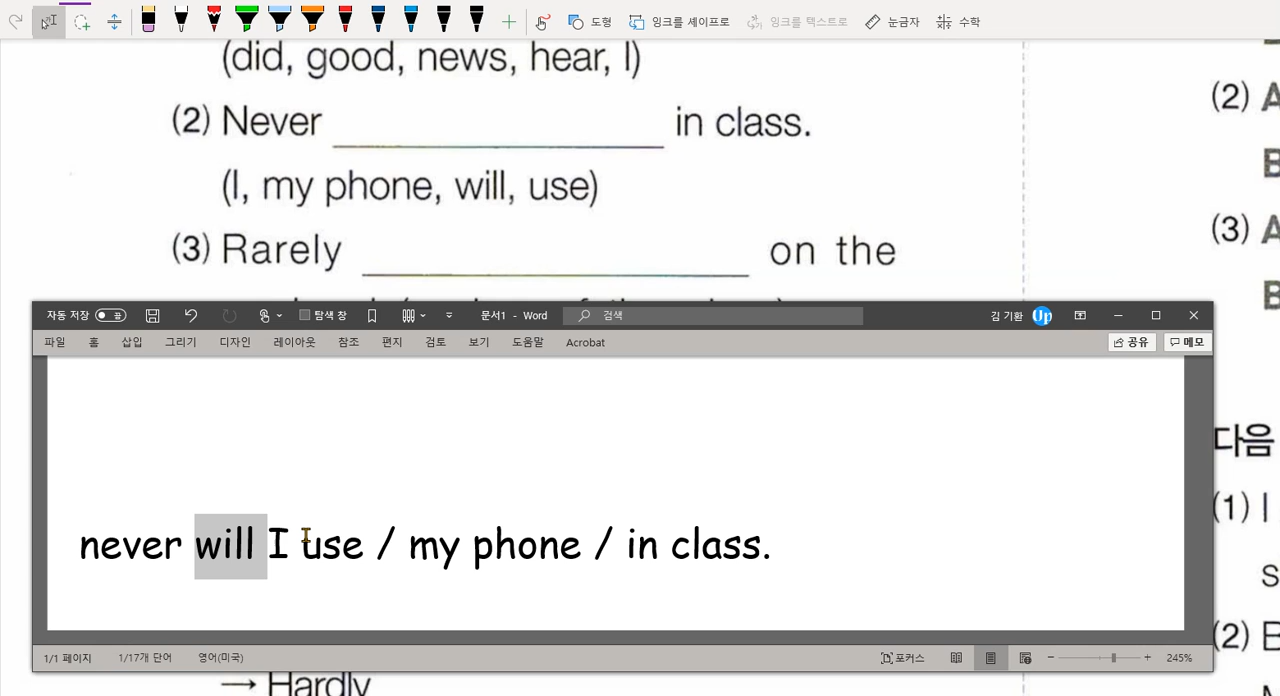 도형 잉크를 셰이프로 잉크를 텍스트로 눈금자 수학
(did, good, news, hear, I)
(2) Never in class.
(I, my phone, will, use)
(3) Rarely on the
(2) A
B
(3) A
B
자동 저장 문서1 - Word 검색 김 기환 Up
탐색 창
파일 홈 삽입 그리기 디자인 레이아웃 참조 편지 검토 보기 도움말 Acrobat 공유 메모
never will I use / my phone / in class.
다음
(1) I
s
(2) B
1/1 페이지 1/17개 단어 영어(미국) 포커스 245%
→ Hardly